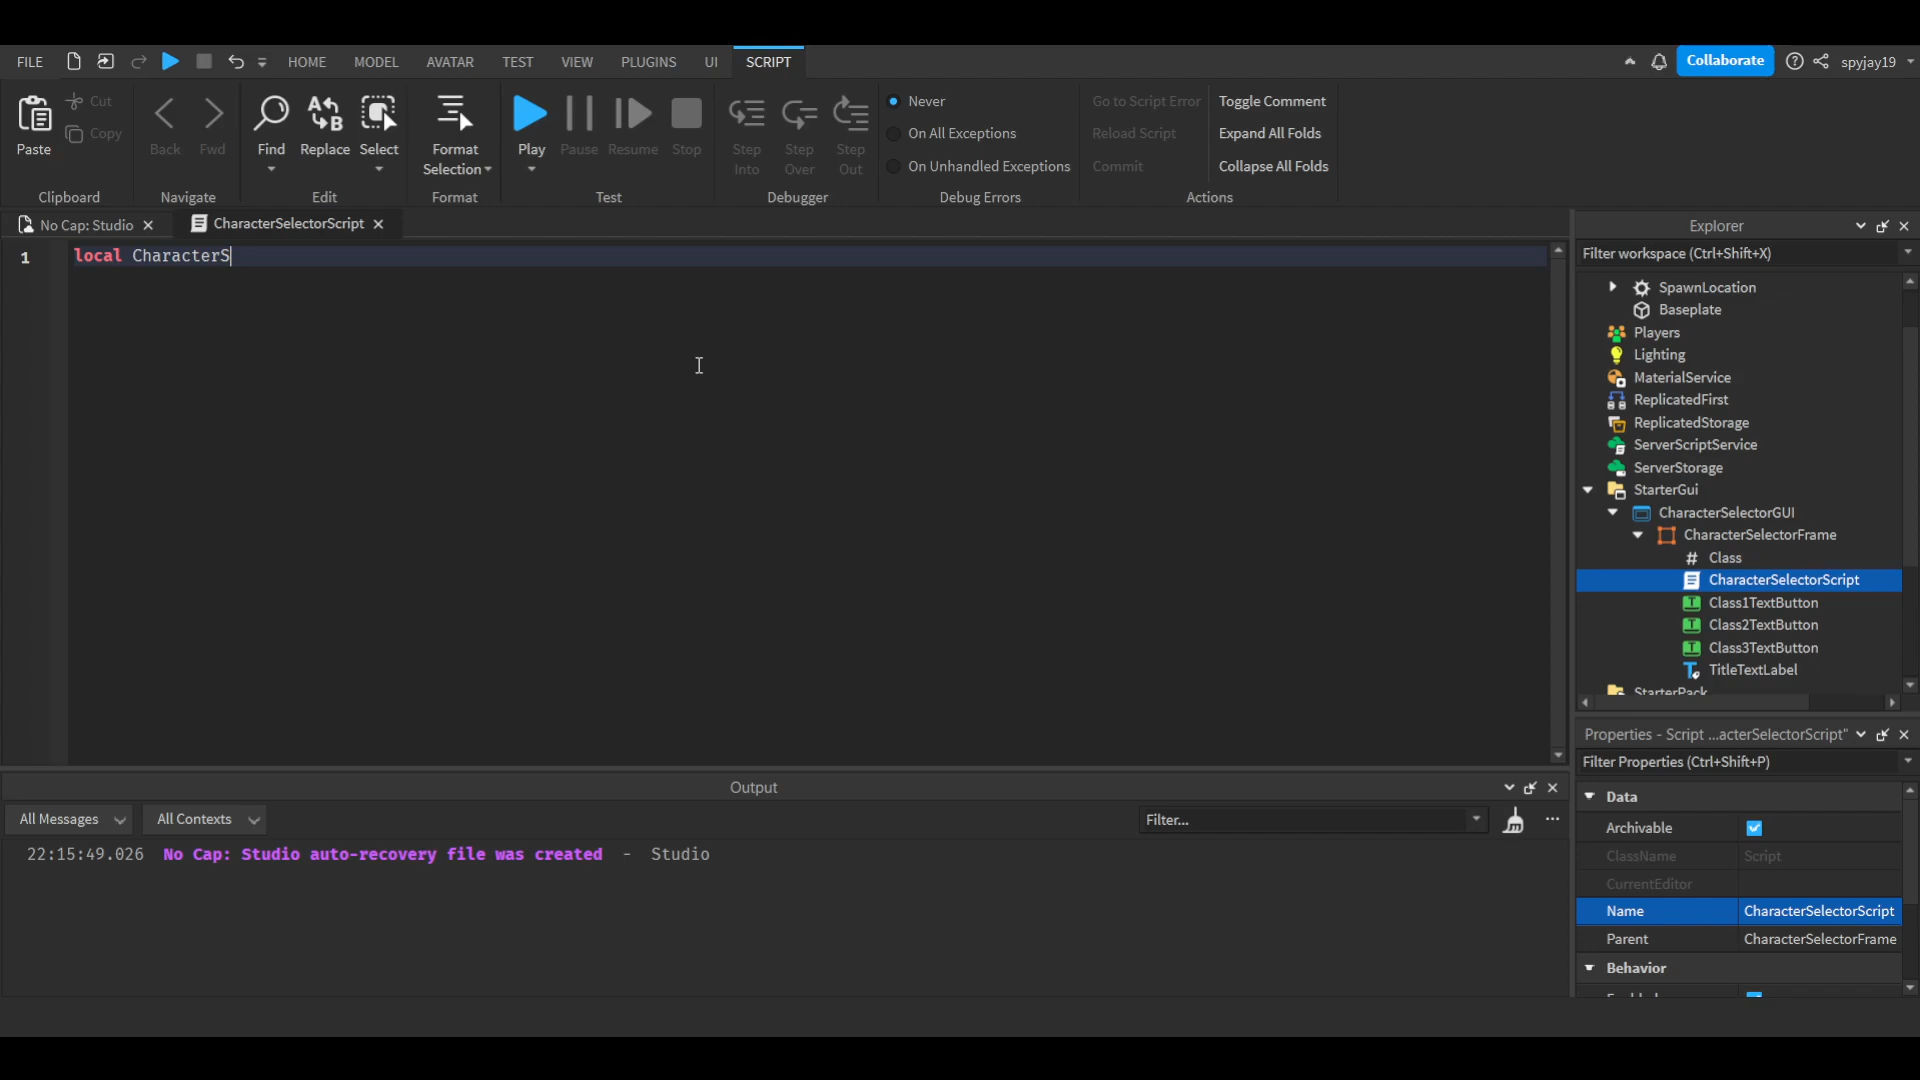 FILE HOME MODEL AVATAR TEST VIEW PLUGINS UI SCRIPT Collaborate spyjay19
Paste Cut Copy
Clipboard
Back Fwd
Navigate
Find Replace Select
Edit
Format Selection
Format
Play Pause Resume Stop
Test
Step Into Step Over Step Out
Debugger
Never
On All Exceptions
On Unhandled Exceptions
Debug Errors
Go to Script Error Toggle Comment
Reload Script Expand All Folds
Commit Collapse All Folds
Actions
No Cap: Studio CharacterSelectorScript
1 local CharacterS
Explorer
Filter workspace (Ctrl+Shift+X)
SpawnLocation
Baseplate
Players
Lighting
MaterialService
ReplicatedFirst
ReplicatedStorage
ServerScriptService
ServerStorage
StarterGui
CharacterSelectorGUI
CharacterSelectorFrame
# Class
CharacterSelectorScript
Class1TextButton
Class2TextButton
Class3TextButton
TitleTextLabel
StarterPack
Properties - Script ...acterSelectorScript"
Filter Properties (Ctrl+Shift+P)
Data
Archivable
ClassName Script
CurrentEditor
Name CharacterSelectorScript
Parent CharacterSelectorFrame
Behavior
Output
All Messages All Contexts Filter... ...
22:15:49.026 No Cap: Studio auto-recovery file was created - Studio